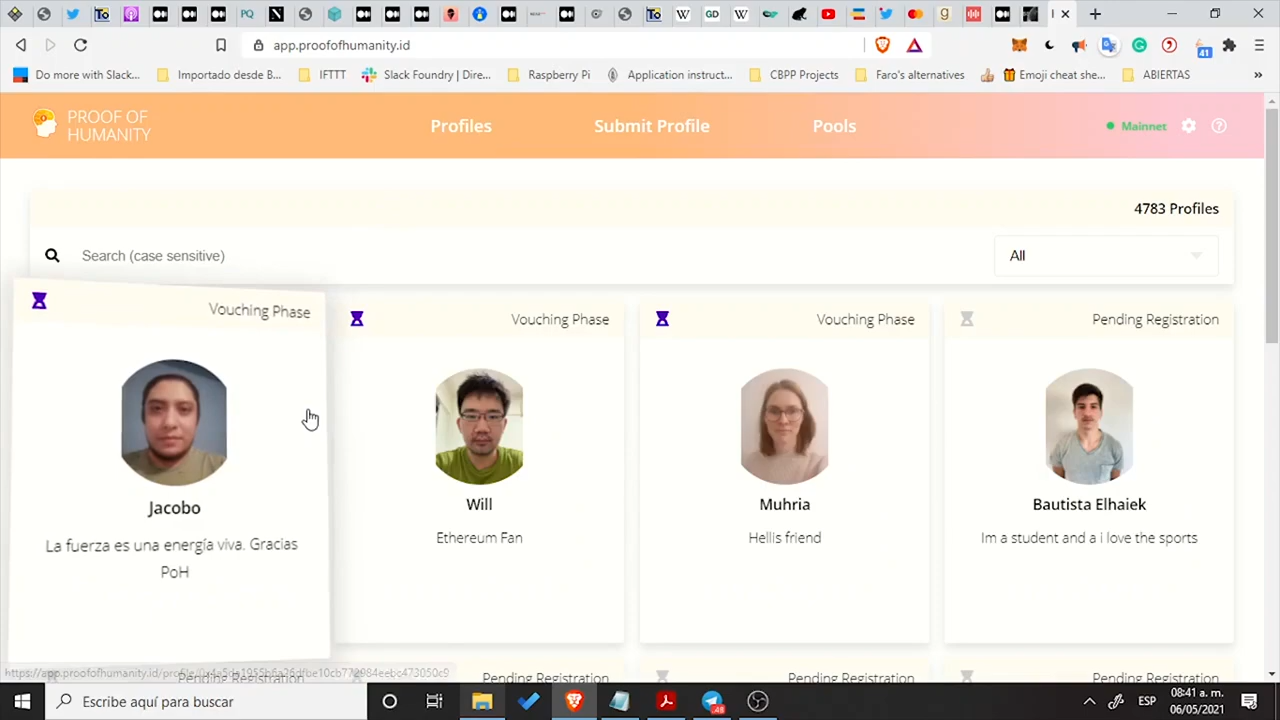 app.proofofhumanity.id
41
Do more with Slack...
Importado desde B...
IFTTT
Slack Foundry | Dire...
Raspberry Pi
Application instruct...
CBPP Projects
Faro's alternatives
Emoji cheat she...
ABIERTAS
»
PROOF OF
HUMANITY
Profiles
Submit Profile
Pools
Mainnet
4783 Profiles
Search (case sensitive)
All
Vouching Phase
Vouching Phase
Vouching Phase
Pending Registration
Jacobo
Will
Muhria
Bautista Elhaiek
La fuerza es una energía viva. Gracias
PoH
Ethereum Fan
Hellis friend
Im a student and a i love the sports
Pending Registration
Pending Registration
Pending Registration
Pending Registration
Escribe aquí para buscar
ESP
08:41 a. m.
06/05/2021